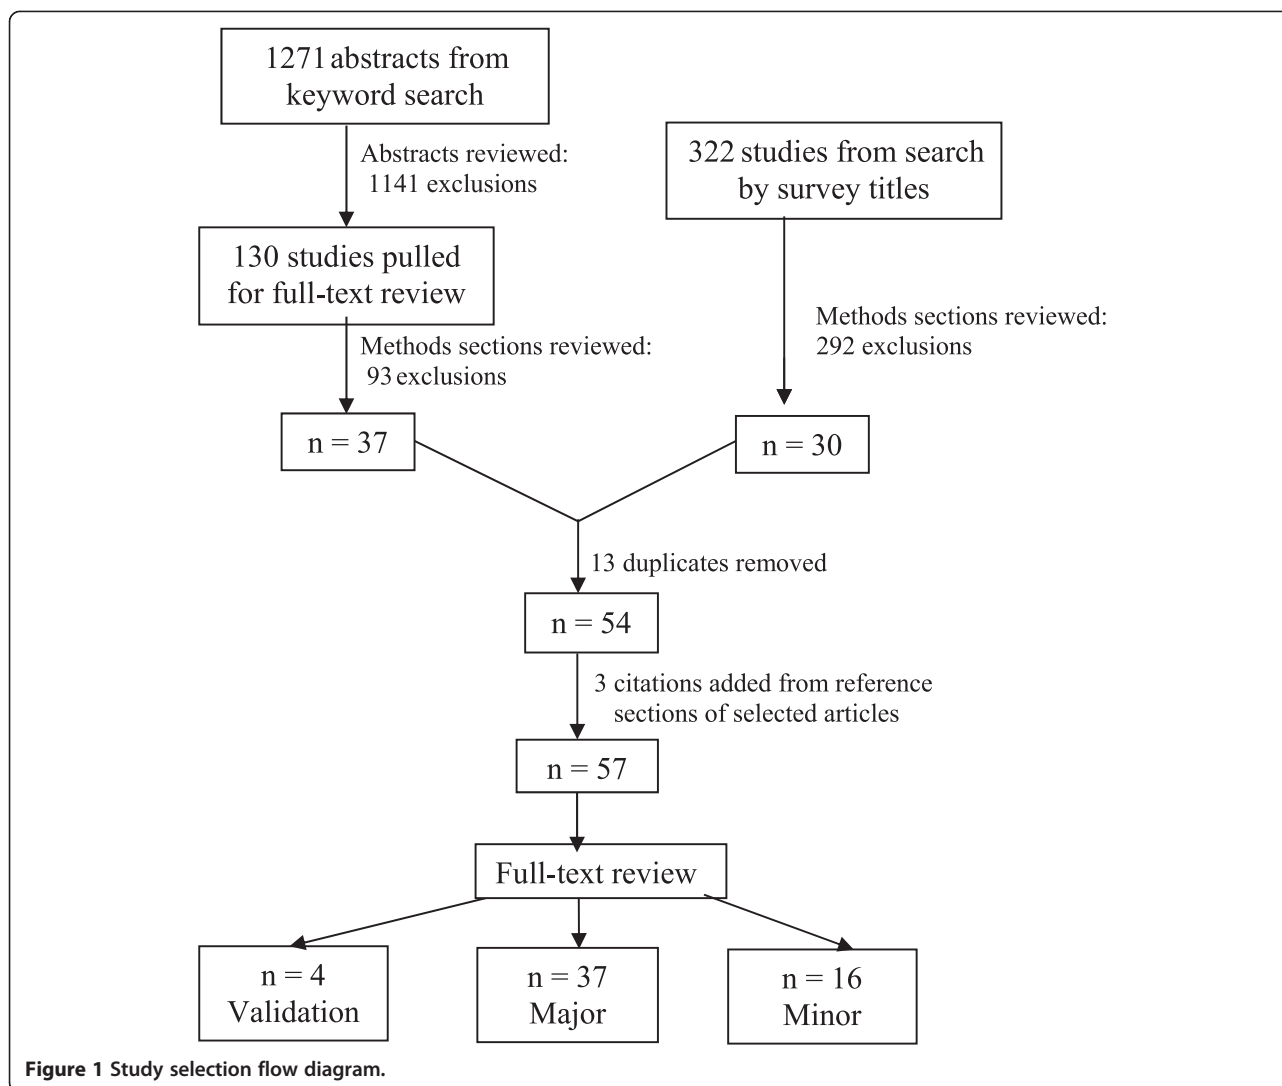 1271 abstracts from
keyword search
Abstracts reviewed:
1141 exclusions
322 studies from search
by survey titles
130 studies pulled
for full-text review
Methods sections reviewed:
292 exclusions
Methods sections reviewed:
93 exclusions
n = 37
n = 30
13 duplicates removed
n = 54
3 citations added from reference
sections of selected articles
n = 57
Full-text review
n = 4
Validation
n = 37
Major
n = 16
Minor
Figure 1 Study selection flow diagram.